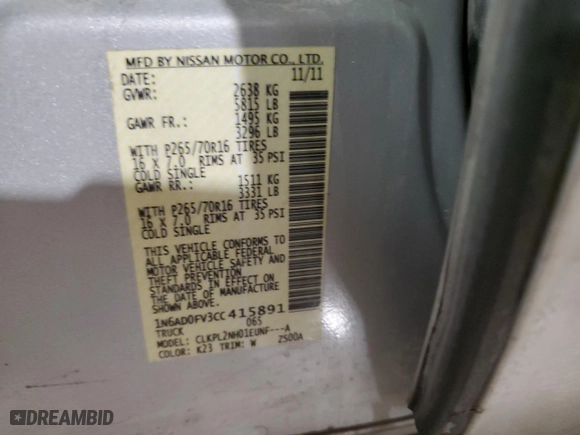 MFD BY NISSAN MOTOR CO., LTD.
DATE: 11/11
GVWR: 2638 KG
5815 LB
GAWR FR.: 1495 KG
3296 LB
WITH P265/70R16 TIRES
16 X 7.0 RIMS AT 35 PSI
COLD SINGLE
GAWR RR.: 1511 KG
3331 LB
WITH P265/70R16 TIRES
16 X 7.0 RIMS AT 35 PSI
COLD SINGLE
THIS VEHICLE CONFORMS TO
ALL APPLICABLE FEDERAL
MOTOR VEHICLE SAFETY AND
THEFT PREVENTION
STANDARDS IN EFFECT ON
THE DATE OF MANUFACTURE
SHOWN ABOVE.
1N6AD0FV3CC415891
TRUCK 065
MODEL: CLKPL2NH01EUNF---A
COLOR: K23 TRIM: W 2S00A
DREAMBID